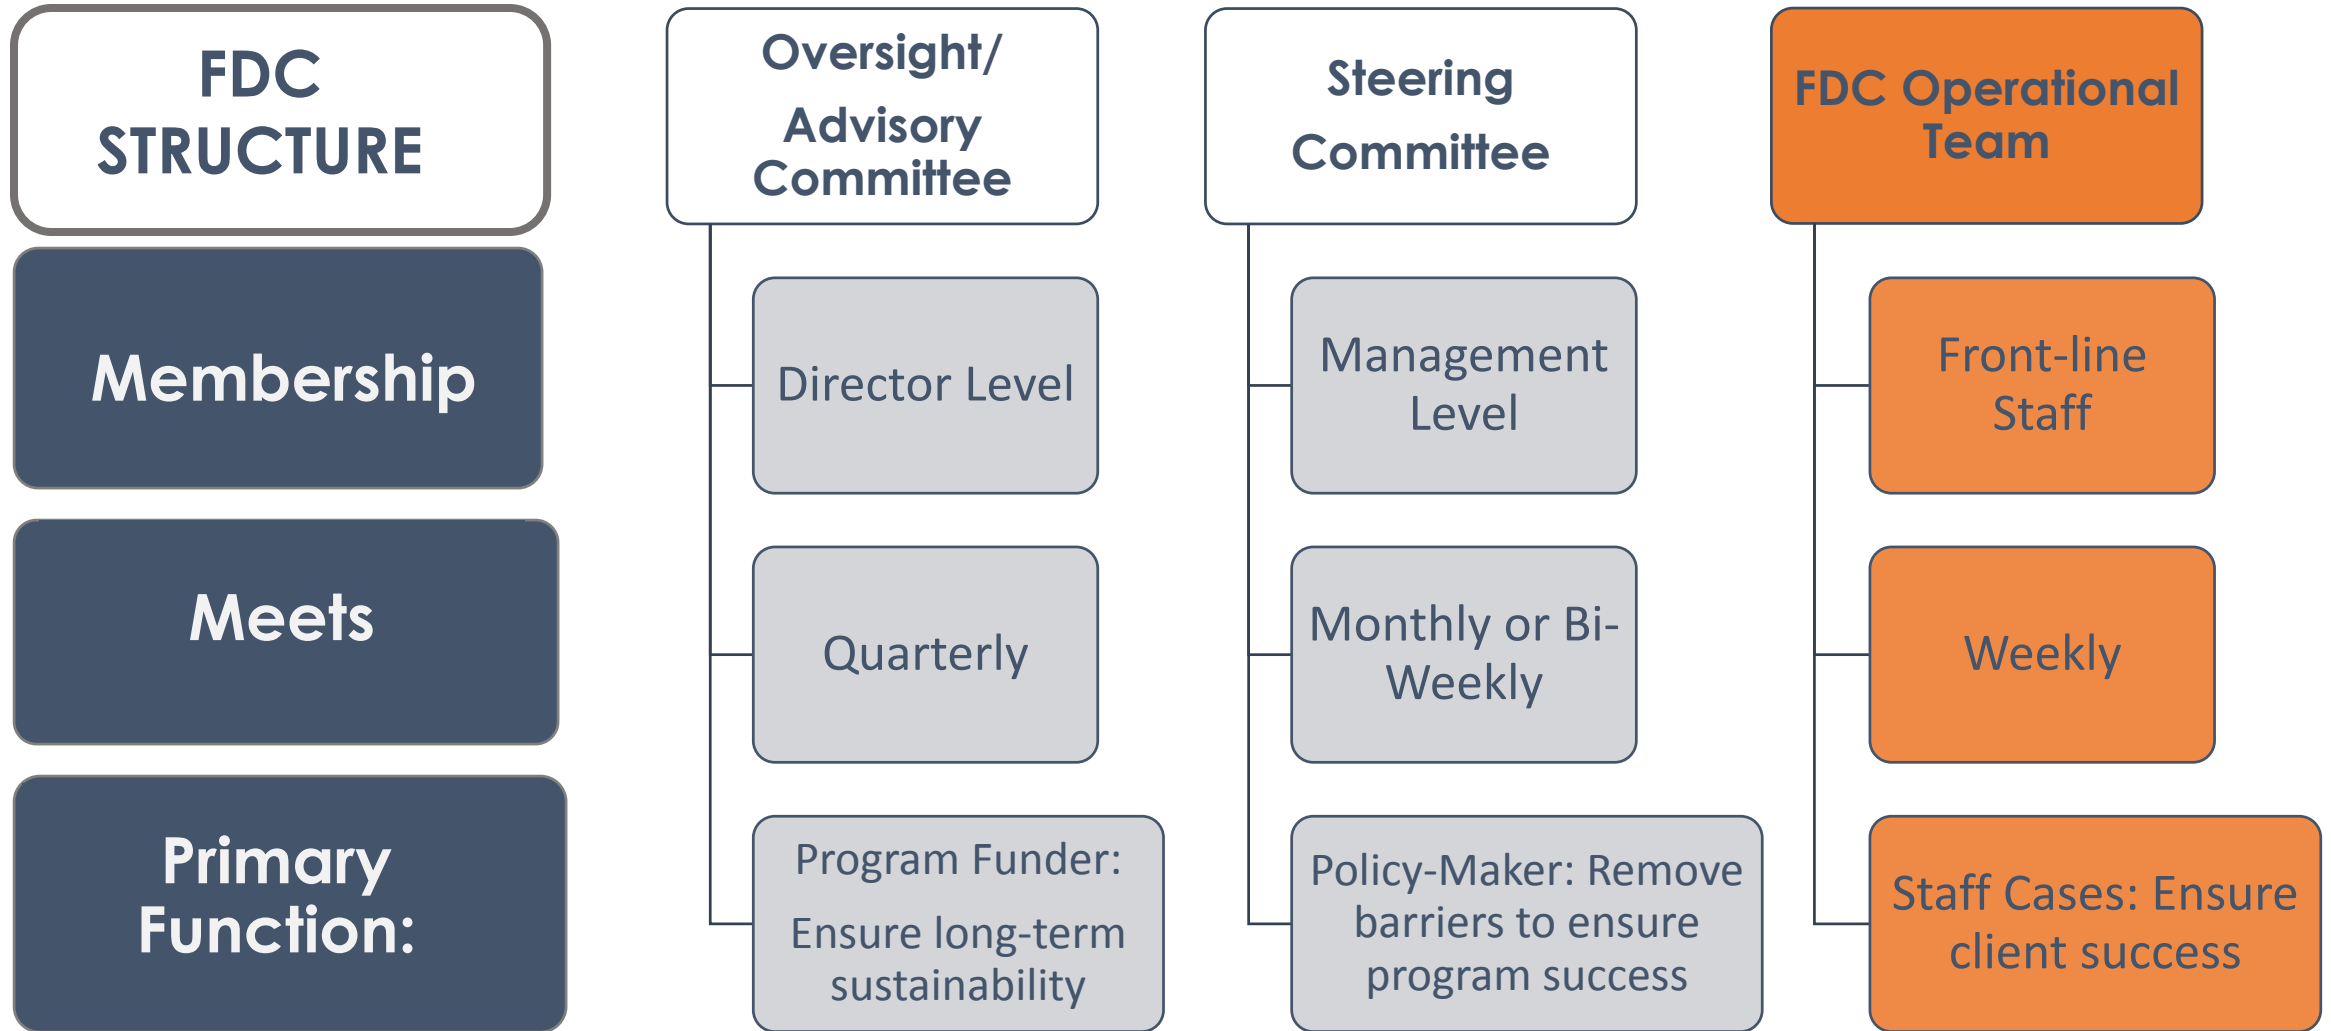 FDC
STRUCTURE
Oversight/
Advisory
Committee
Steering
Committee
FDC Operational
Team
Membership
Director Level
Management
Level
Front-line
Staff
Meets
Quarterly
Monthly or Bi-
Weekly
Weekly
Primary
Function:
Program Funder:
Ensure long-term
sustainability
Policy-Maker: Remove
barriers to ensure
program success
Staff Cases: Ensure
client success